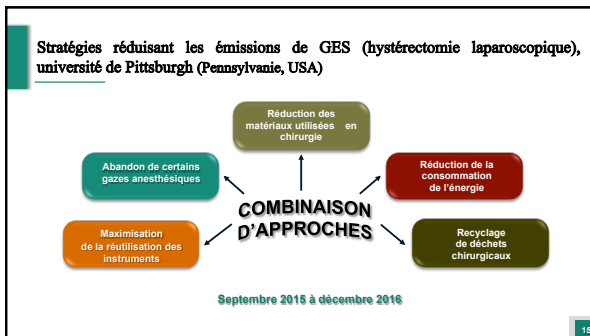 Stratégies réduisant les émissions de GES (hystérectomie laparoscopique),
université de Pittsburgh (Pennsylvanie, USA)
Réduction des
matériaux utilisées en
chirurgie
Abandon de certains
gazes anesthésiques
Réduction de la
consommation
de l'énergie
COMBINAISON
D'APPROCHES
Maximisation
de la réutilisation des
instruments
Recyclage
de déchets
chirurgicaux
Septembre 2015 à décembre 2016